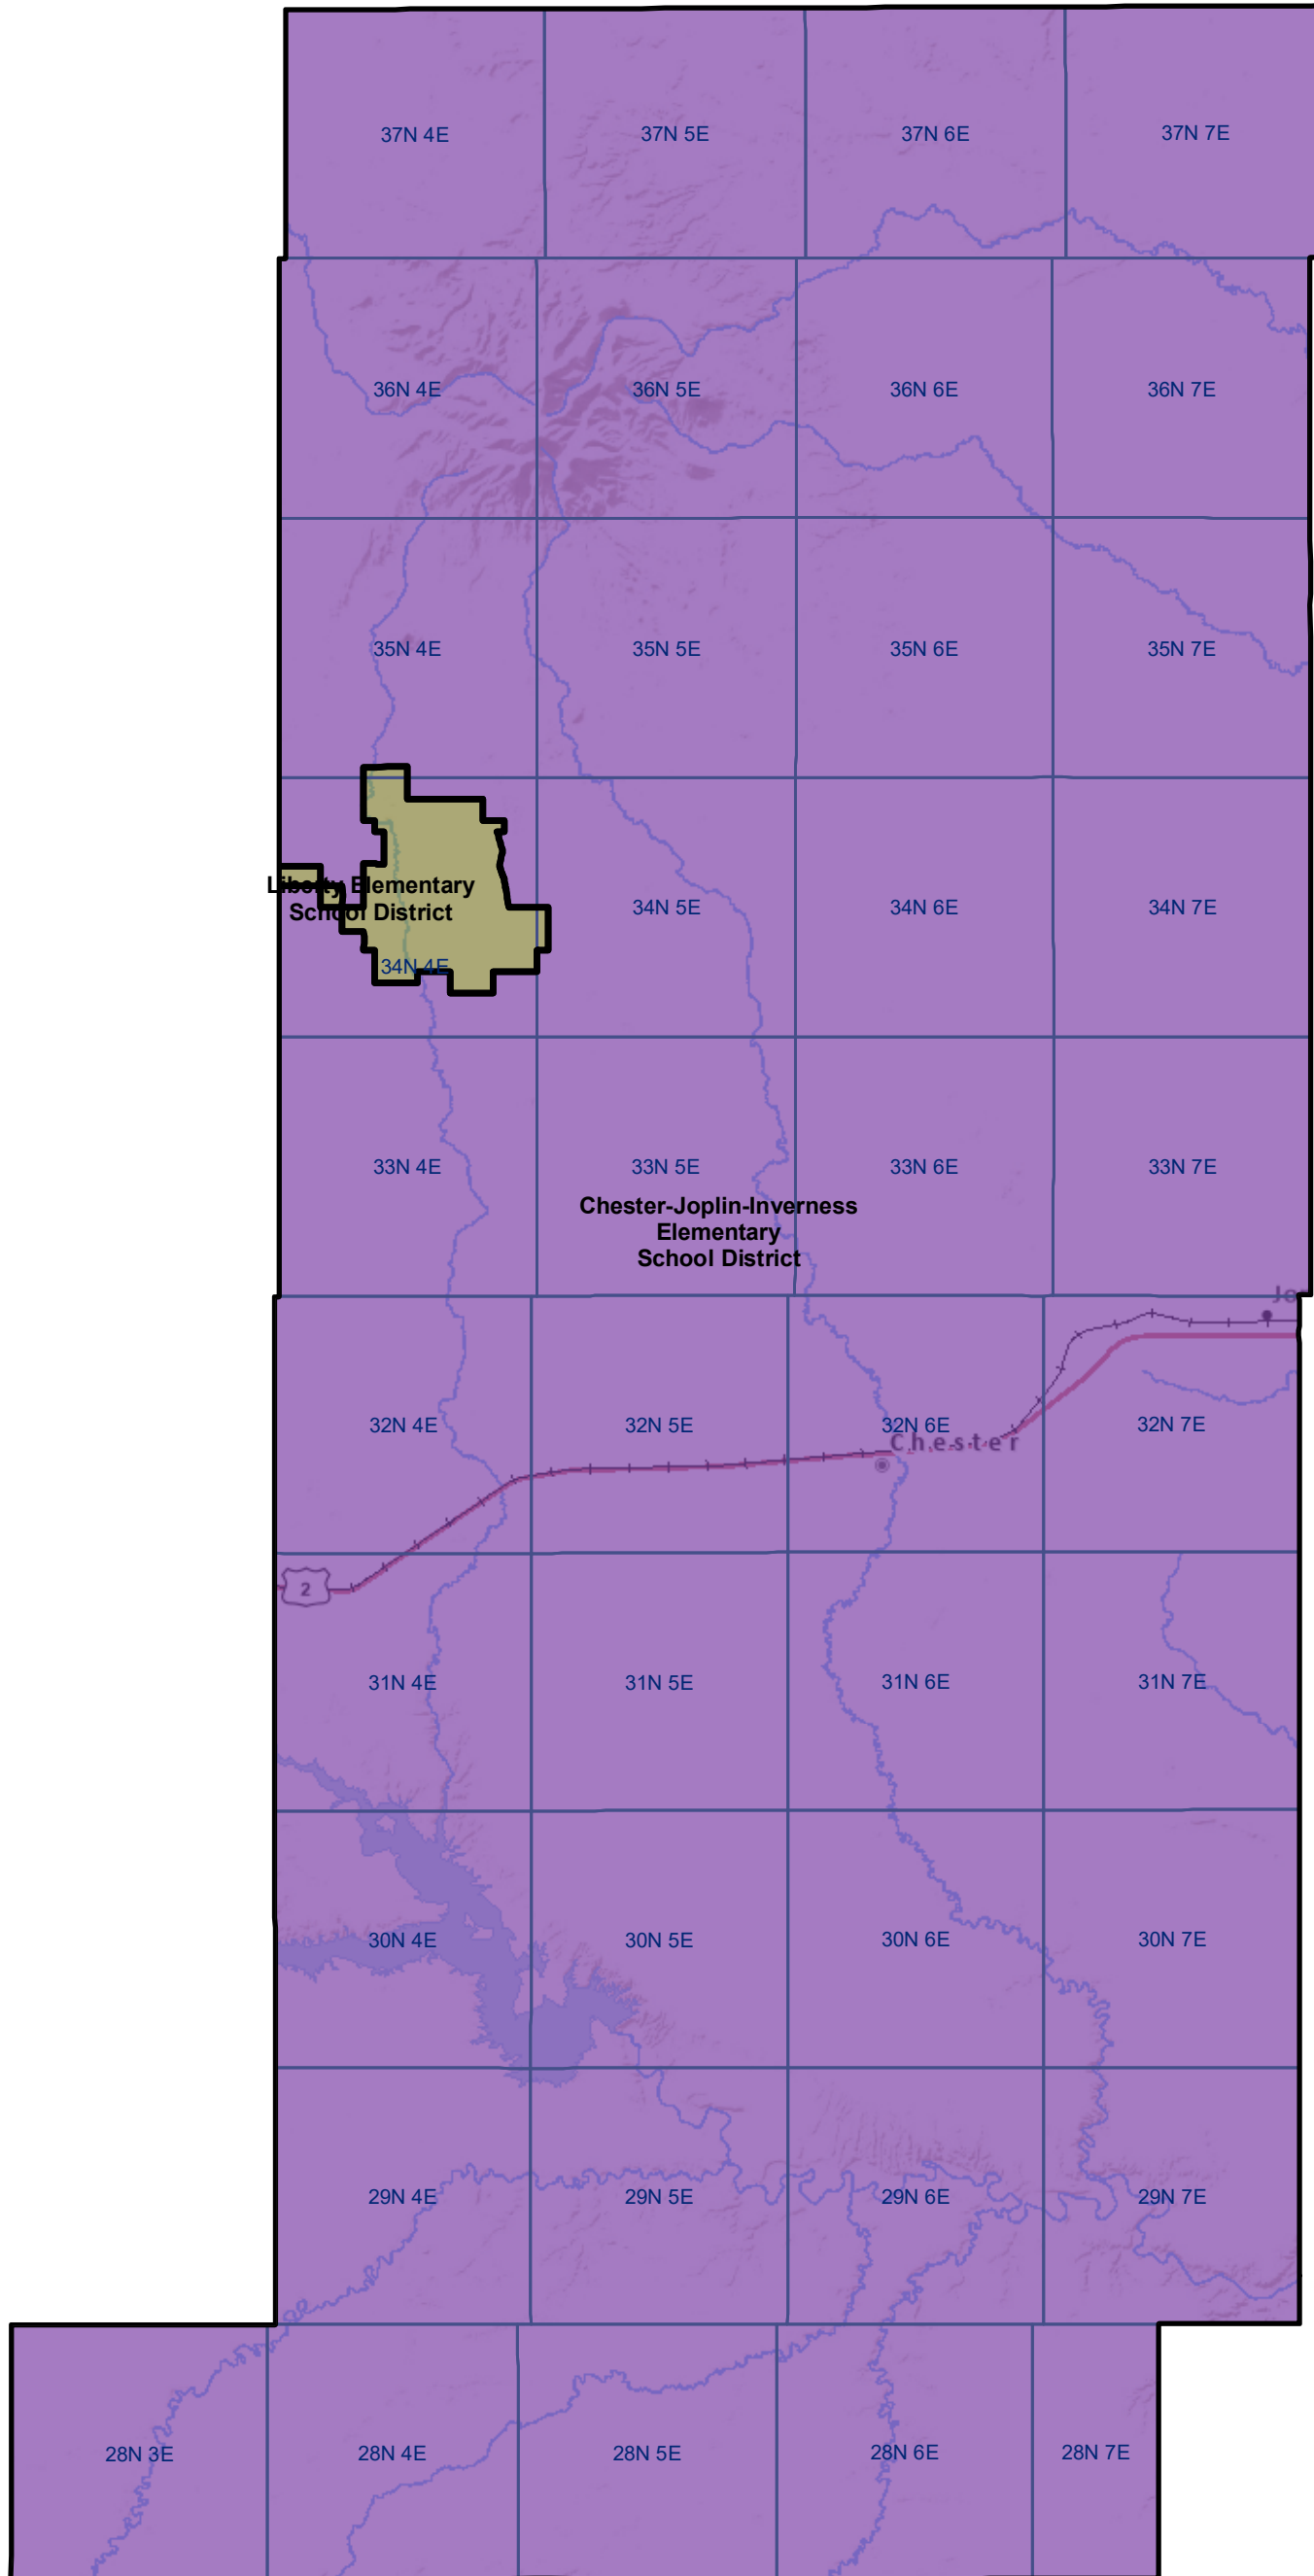 37N 4E
37N 5E
37N 6E
37N 7E
36N 4E
36N 5E
36N 6E
36N 7E
35N 4E
35N 5E
35N 6E
35N 7E
Liberty Elementary
School District
34N 4E
34N 5E
34N 6E
34N 7E
33N 4E
33N 5E
33N 6E
33N 7E
Chester-Joplin-Inverness
Elementary
School District
Jo
32N 4E
32N 5E
32N 6E
32N 7E
Chester
2
31N 4E
31N 5E
31N 6E
31N 7E
30N 4E
30N 5E
30N 6E
30N 7E
29N 4E
29N 5E
29N 6E
29N 7E
28N 3E
28N 4E
28N 5E
28N 6E
28N 7E